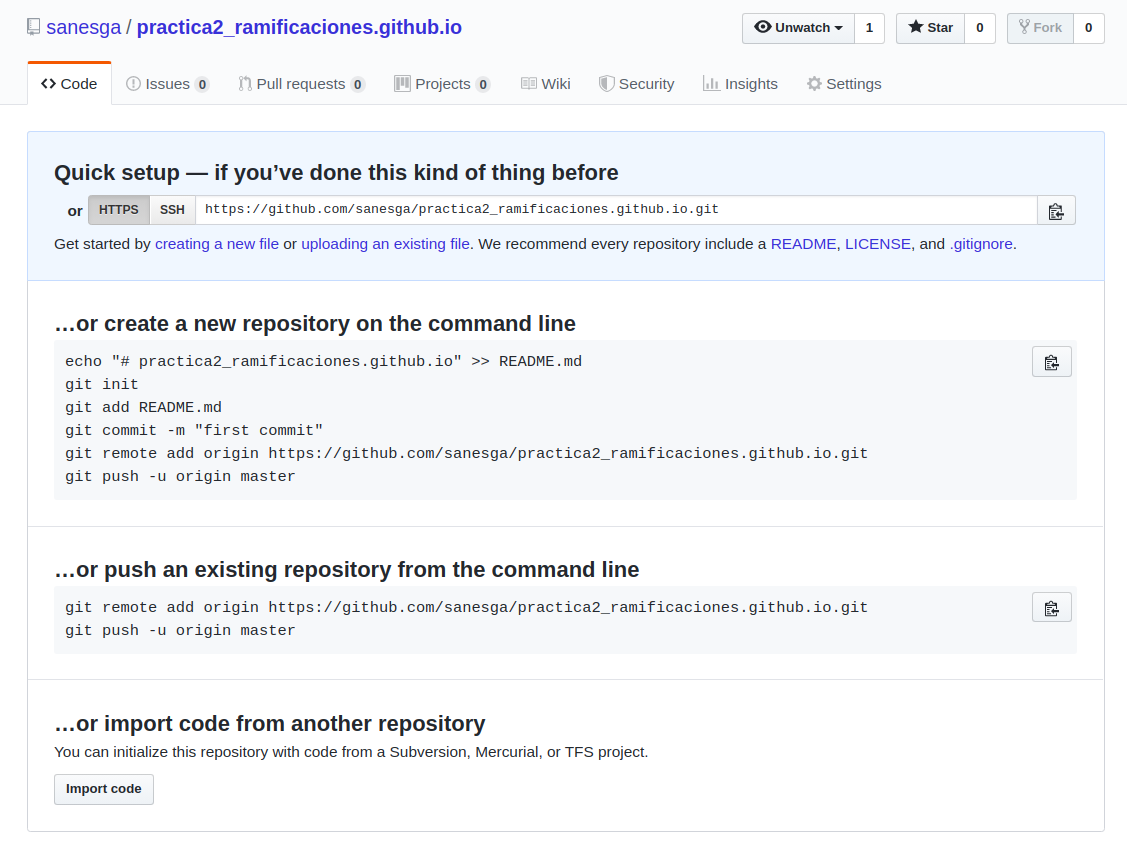 sanesga / practica2_ramificaciones.github.io
Unwatch 1 Star 0 Fork 0
Code Issues 0 Pull requests 0 Projects 0 Wiki Security Insights Settings
Quick setup — if you’ve done this kind of thing before
or HTTPS SSH https://github.com/sanesga/practica2_ramificaciones.github.io.git
Get started by creating a new file or uploading an existing file. We recommend every repository include a README, LICENSE, and .gitignore.
…or create a new repository on the command line
echo "# practica2_ramificaciones.github.io" >> README.md
git init
git add README.md
git commit -m "first commit"
git remote add origin https://github.com/sanesga/practica2_ramificaciones.github.io.git
git push -u origin master
…or push an existing repository from the command line
git remote add origin https://github.com/sanesga/practica2_ramificaciones.github.io.git
git push -u origin master
…or import code from another repository
You can initialize this repository with code from a Subversion, Mercurial, or TFS project.
Import code